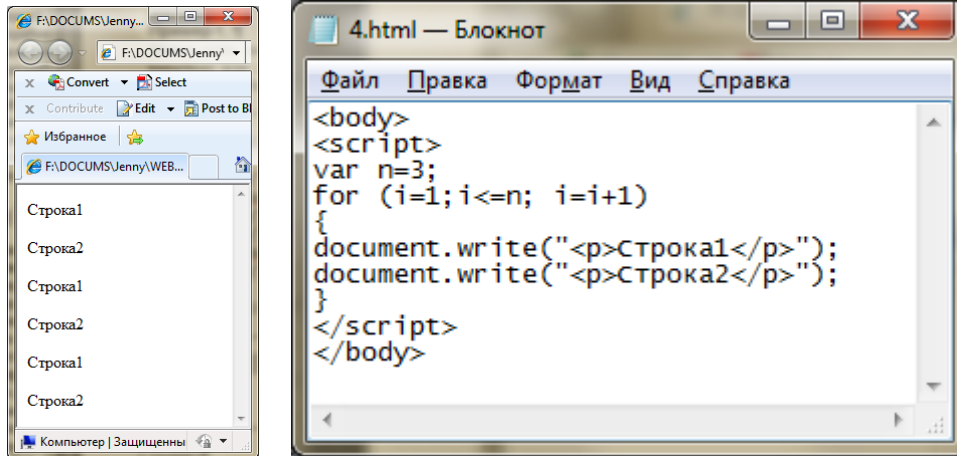 F:\DOCUMS\Jenny...
F:\DOCUMS\Jenny\
x Convert Select
x Contribute Edit Post to Bl
Избранное
F:\DOCUMS\Jenny\WEB...
Строка1
Строка2
Строка1
Строка2
Строка1
Строка2
Компьютер | Защищенны
4.html — Блокнот
Файл Правка Формат Вид Справка
<body>
<script>
var n=3;
for (i=1;i<=n; i=i+1)
{
document.write("<p>Строка1</p>");
document.write("<p>Строка2</p>");
}
</script>
</body>